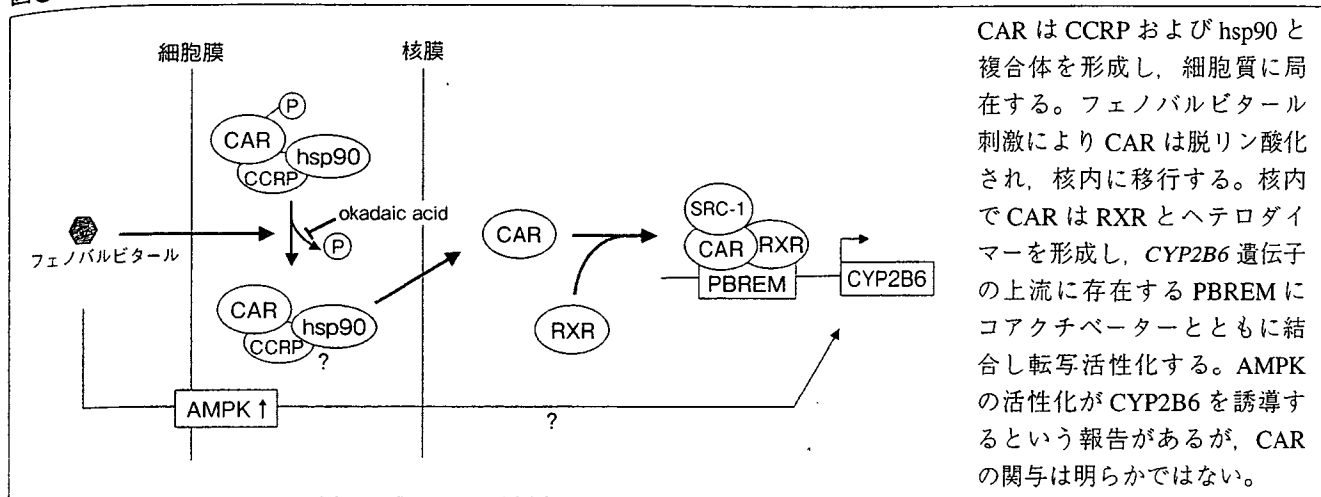 細胞膜
核膜
P
CAR
hsp90
CCRP
okadaic acid
P
フェノバルビタール
CAR
hsp90
CCRP
?
CAR
RXR
SRC-1
CAR
RXR
PBREM
CYP2B6
AMPK↑
?
CAR は CCRP および hsp90 と
複合体を形成し，細胞質に局
在する。フェノバルビタール
刺激により CAR は脱リン酸化
され，核内に移行する。核内
で CAR は RXR とヘテロダイ
マーを形成し，CYP2B6 遺伝子
の上流に存在する PBREM に
コアクチベーターとともに結
合し転写活性化する。AMPK
の活性化が CYP2B6 を誘導す
るという報告があるが，CAR
の関与は明らかではない。